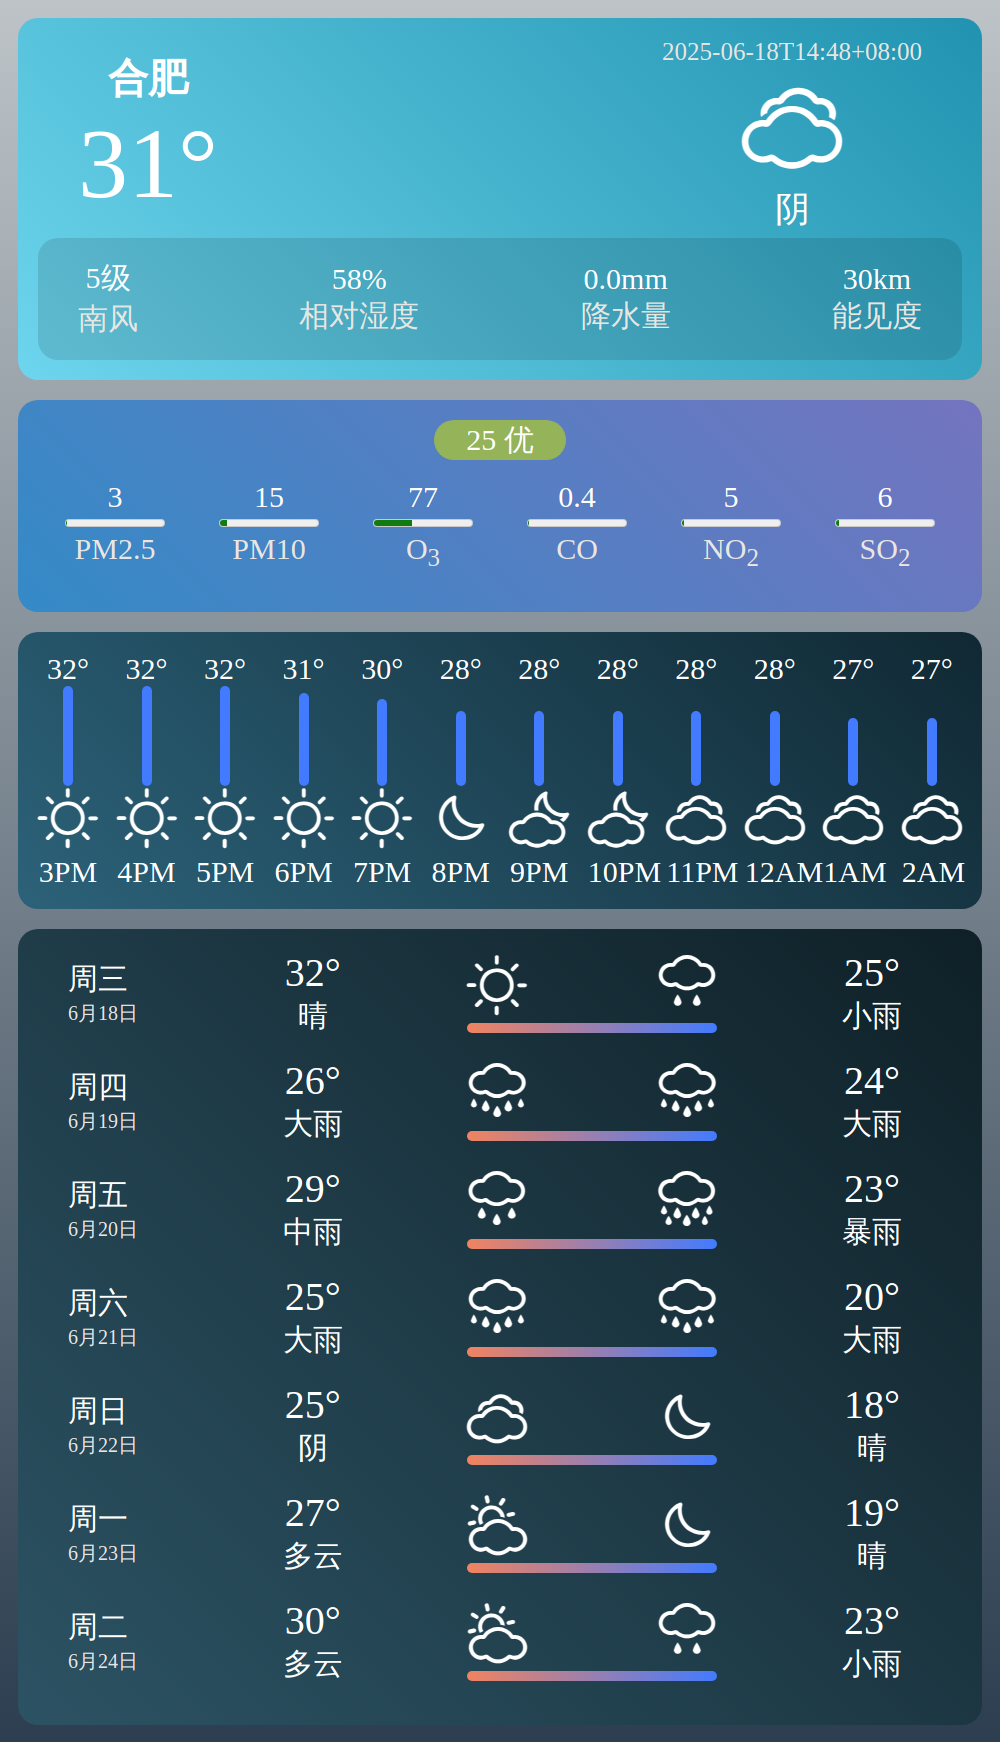 合肥
31°
2025-06-18T14:48+08:00
阴
5级 58% 0.0mm 30km
南风 相对湿度 降水量 能见度
25 优
3 15 77 0.4 5 6
PM2.5 PM10 O3 CO NO2 SO2
32° 32° 32° 31° 30° 28° 28° 28° 28° 28° 27° 27°
3PM 4PM 5PM 6PM 7PM 8PM 9PM 10PM 11PM 12AM 1AM 2AM
周三 32° 25°
6月18日 晴 小雨
周四 26° 24°
6月19日 大雨 大雨
周五 29° 23°
6月20日 中雨 暴雨
周六 25° 20°
6月21日 大雨 大雨
周日 25° 18°
6月22日 阴 晴
周一 27° 19°
6月23日 多云 晴
周二 30° 23°
6月24日 多云 小雨